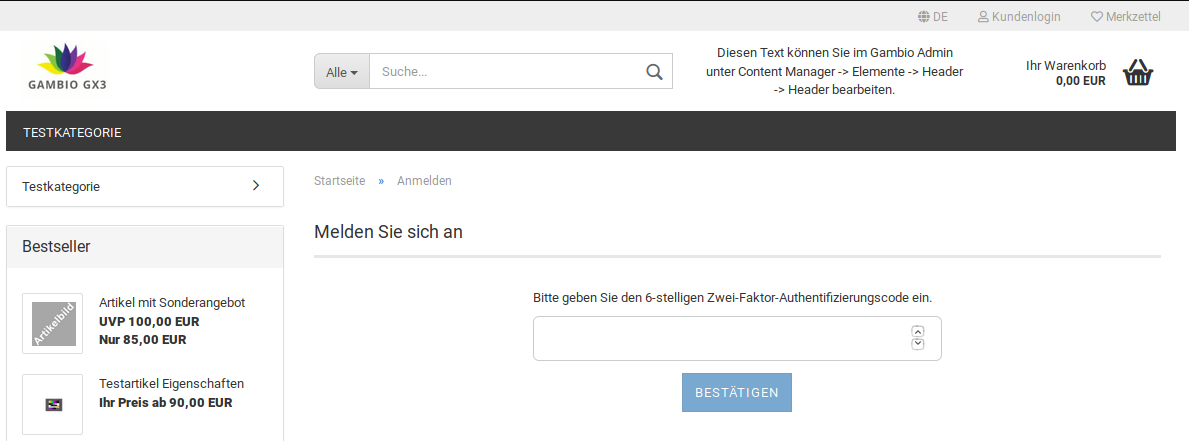 DE Kundenlogin Merkzettel
GAMBIO GX3
Alle Suche...
Diesen Text können Sie im Gambio Admin
unter Content Manager -> Elemente -> Header
-> Header bearbeiten.
Ihr Warenkorb
0,00 EUR
TESTKATEGORIE
Testkategorie
Startseite » Anmelden
Melden Sie sich an
Bitte geben Sie den 6-stelligen Zwei-Faktor-Authentifizierungscode ein.
BESTÄTIGEN
Bestseller
Artikelbild
Artikel mit Sonderangebot
UVP 100,00 EUR
Nur 85,00 EUR
Testartikel Eigenschaften
Ihr Preis ab 90,00 EUR